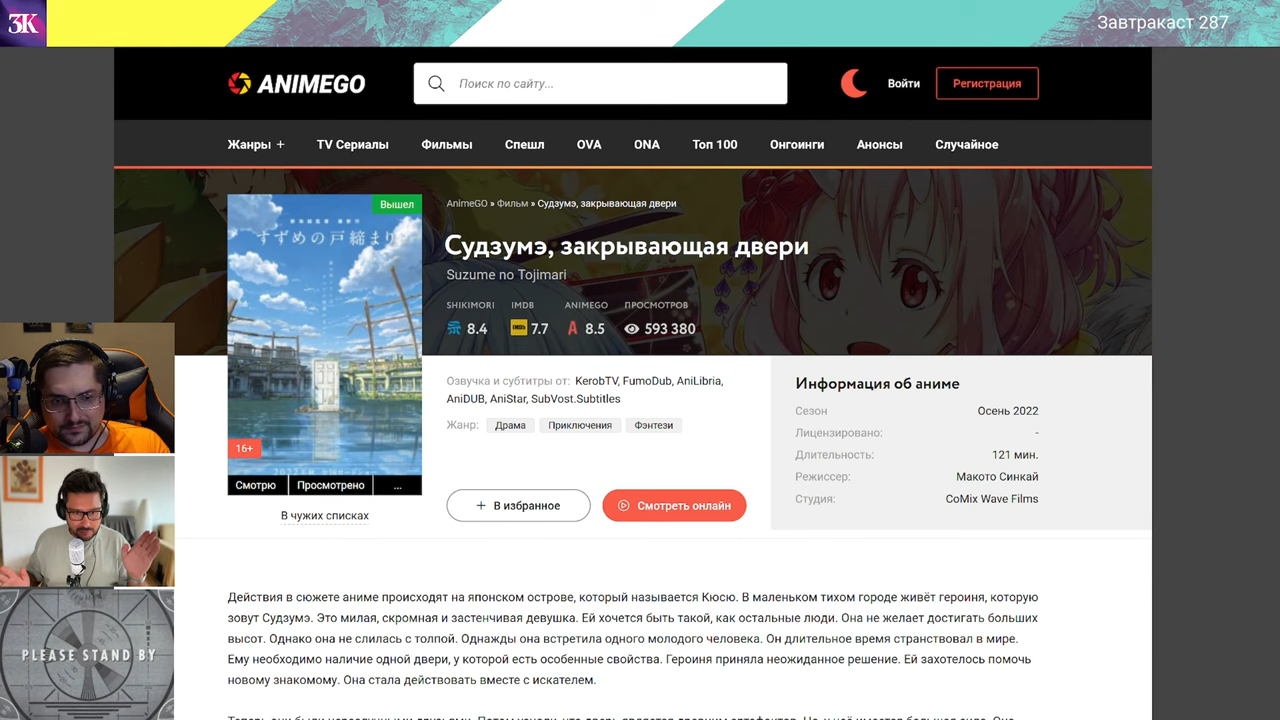 ЗК
Завтракаст 287
ANIMEGO
Поиск по сайту...
Войти
Регистрация
Жанры +
TV Сериалы
Фильмы
Спешл
OVA
ONA
Топ 100
Онгоинги
Анонсы
Случайное
Вышел
すずめの戸締まり
16+
Смотрю
Просмотрено
...
В чужих списках
AnimeGO » Фильм » Судзумэ, закрывающая двери
Судзумэ, закрывающая двери
Suzume no Tojimari
SHIKIMORI IMDB ANIMEGO ПРОСМОТРОВ
8.4 IMDb 7.7 A 8.5 593 380
Озвучка и субтитры от: KerobTV, FumoDub, AniLibria,
AniDUB, AniStar, SubVost.Subtitles
Жанр: Драма Приключения Фэнтези
+ В избранное
Смотреть онлайн
Информация об аниме
Сезон Осень 2022
Лицензировано: -
Длительность: 121 мин.
Режиссер: Макото Синкай
Студия: CoMix Wave Films
Действия в сюжете аниме происходят на японском острове, который называется Кюсю. В маленьком тихом городе живёт героиня, которую
зовут Судзумэ. Это милая, скромная и застенчивая девушка. Ей хочется быть такой, как остальные люди. Она не желает достигать больших
высот. Однако она не слилась с толпой. Однажды она встретила одного молодого человека. Он длительное время странствовал в мире.
Ему необходимо наличие одной двери, у которой есть особенные свойства. Героиня приняла неожиданное решение. Ей захотелось помочь
новому знакомому. Она стала действовать вместе с искателем.
PLEASE STAND BY